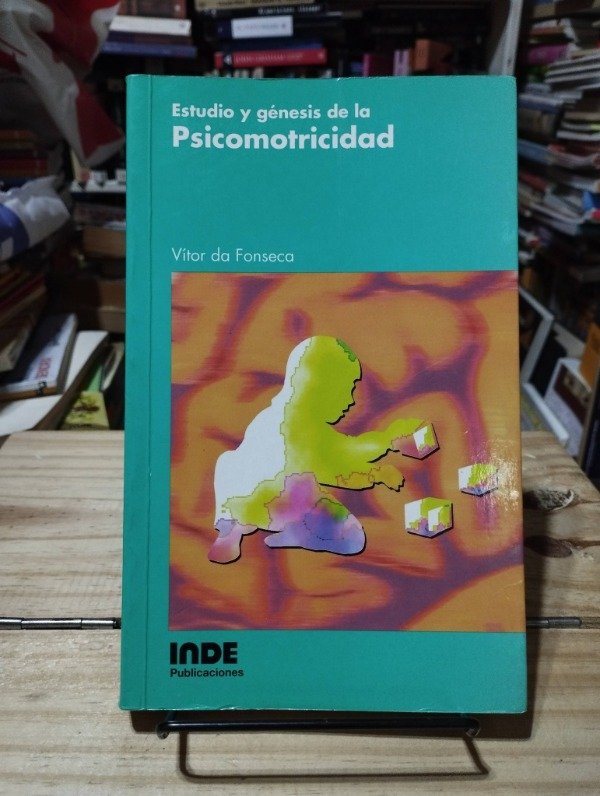 Estudio y génesis de la
Psicomotricidad
Vítor da Fonseca
INDE
Publicaciones